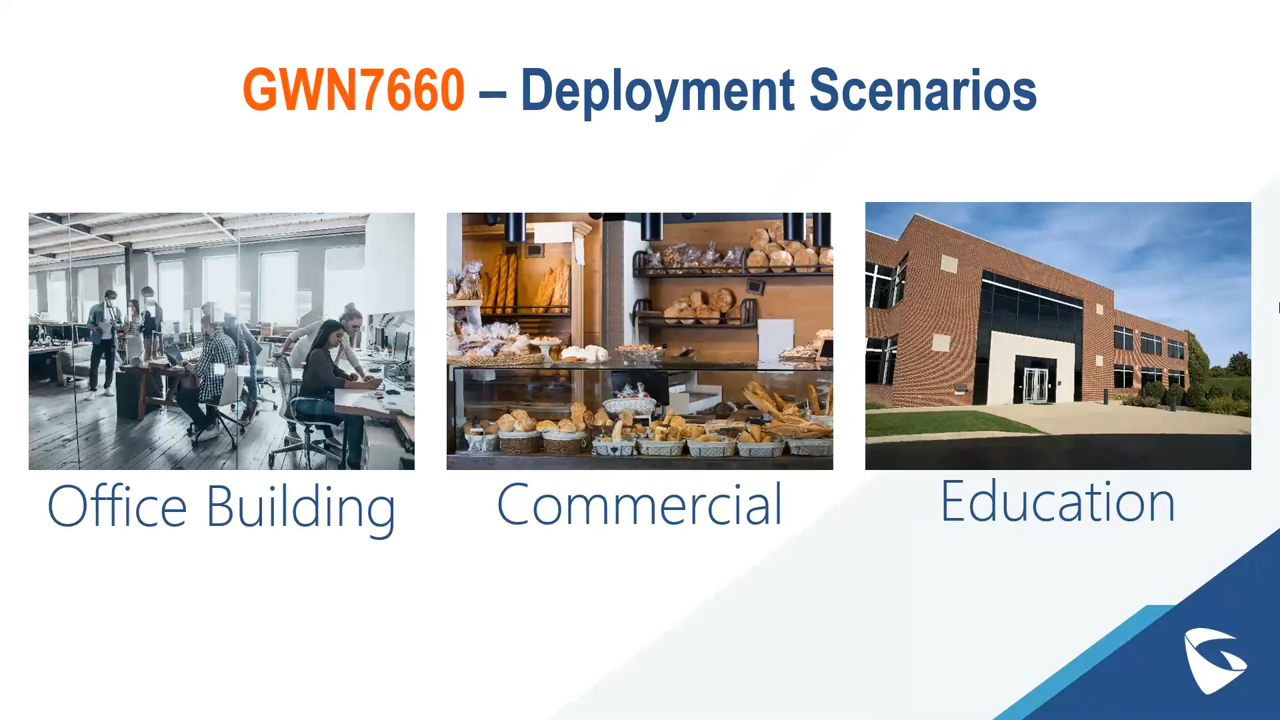 GWN7660 – Deployment Scenarios
Office Building
Commercial
Education